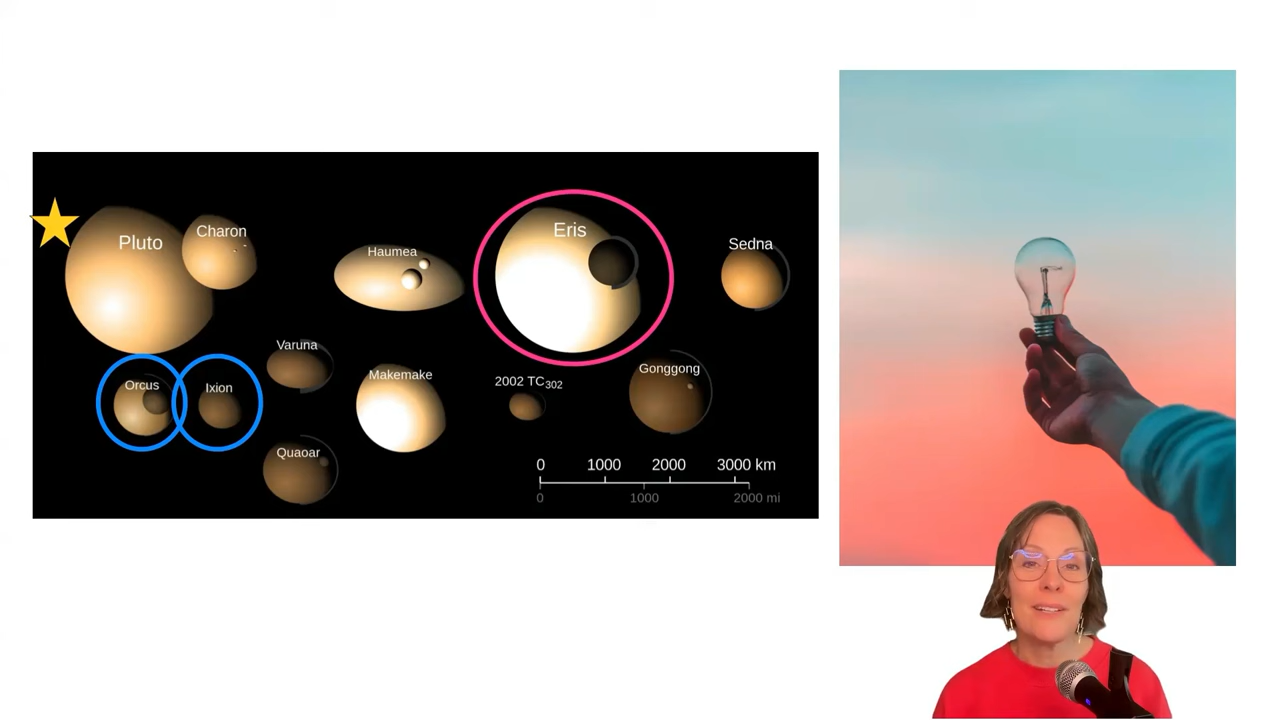 Pluto
Charon
Haumea
Eris
Sedna
Orcus
Ixion
Varuna
Makemake
2002 TC302
Gonggong
Quaoar
0 1000 2000 3000 km
0 1000 2000 mi